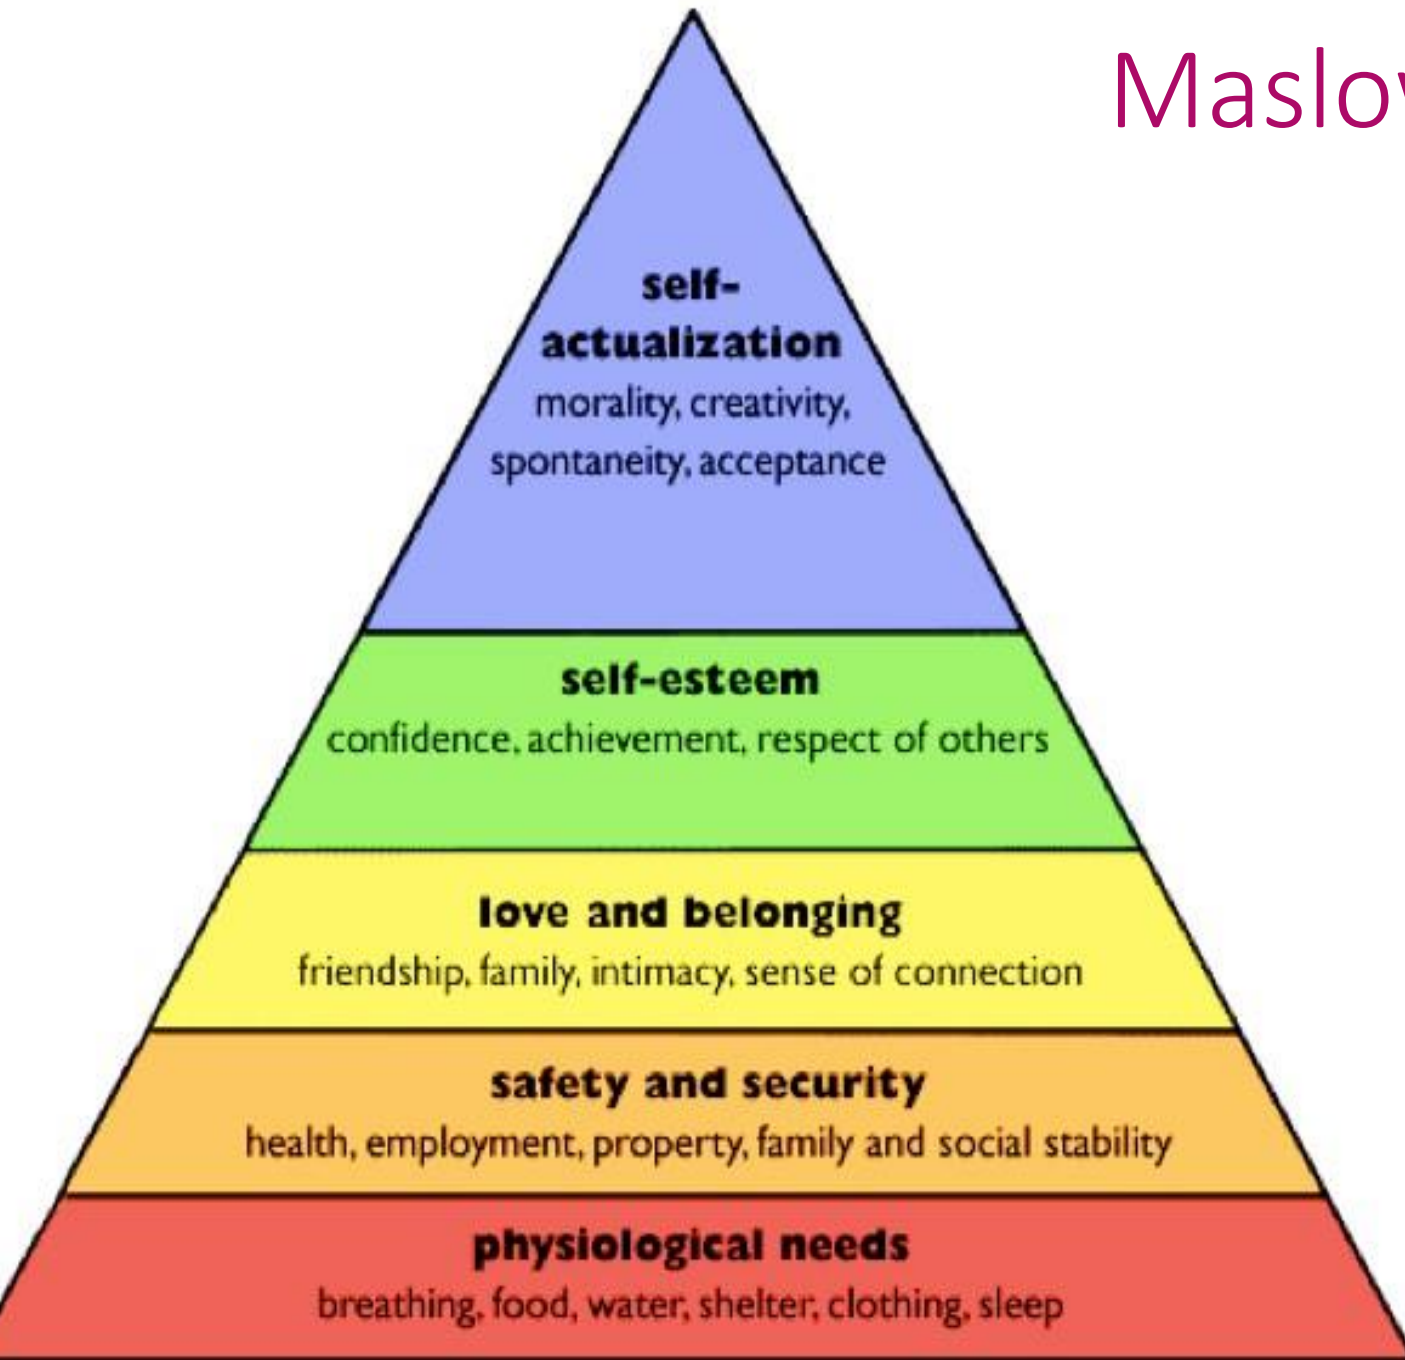 Maslov
self-
actualization
morality, creativity,
spontaneity, acceptance
self-esteem
confidence, achievement, respect of others
love and belonging
friendship, family, intimacy, sense of connection
safety and security
health, employment, property, family and social stability
physiological needs
breathing, food, water, shelter, clothing, sleep